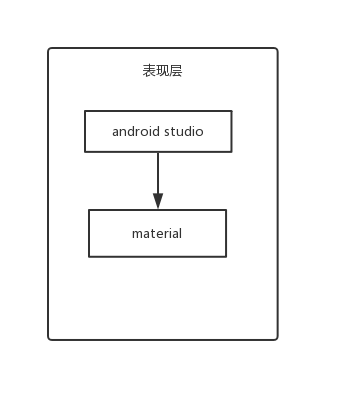 表现层
android studio
material